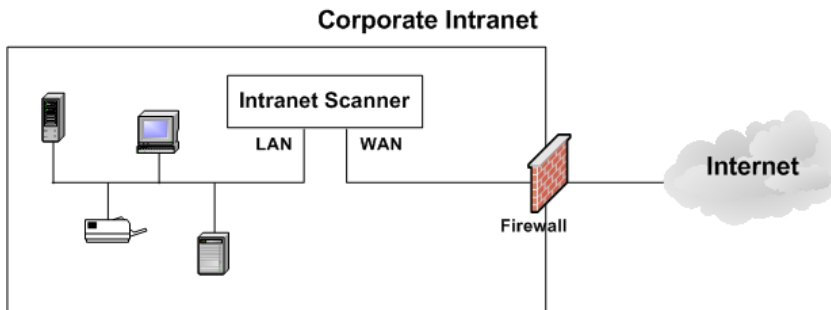 Corporate Intranet
Intranet Scanner
LAN
WAN
Internet
Firewall